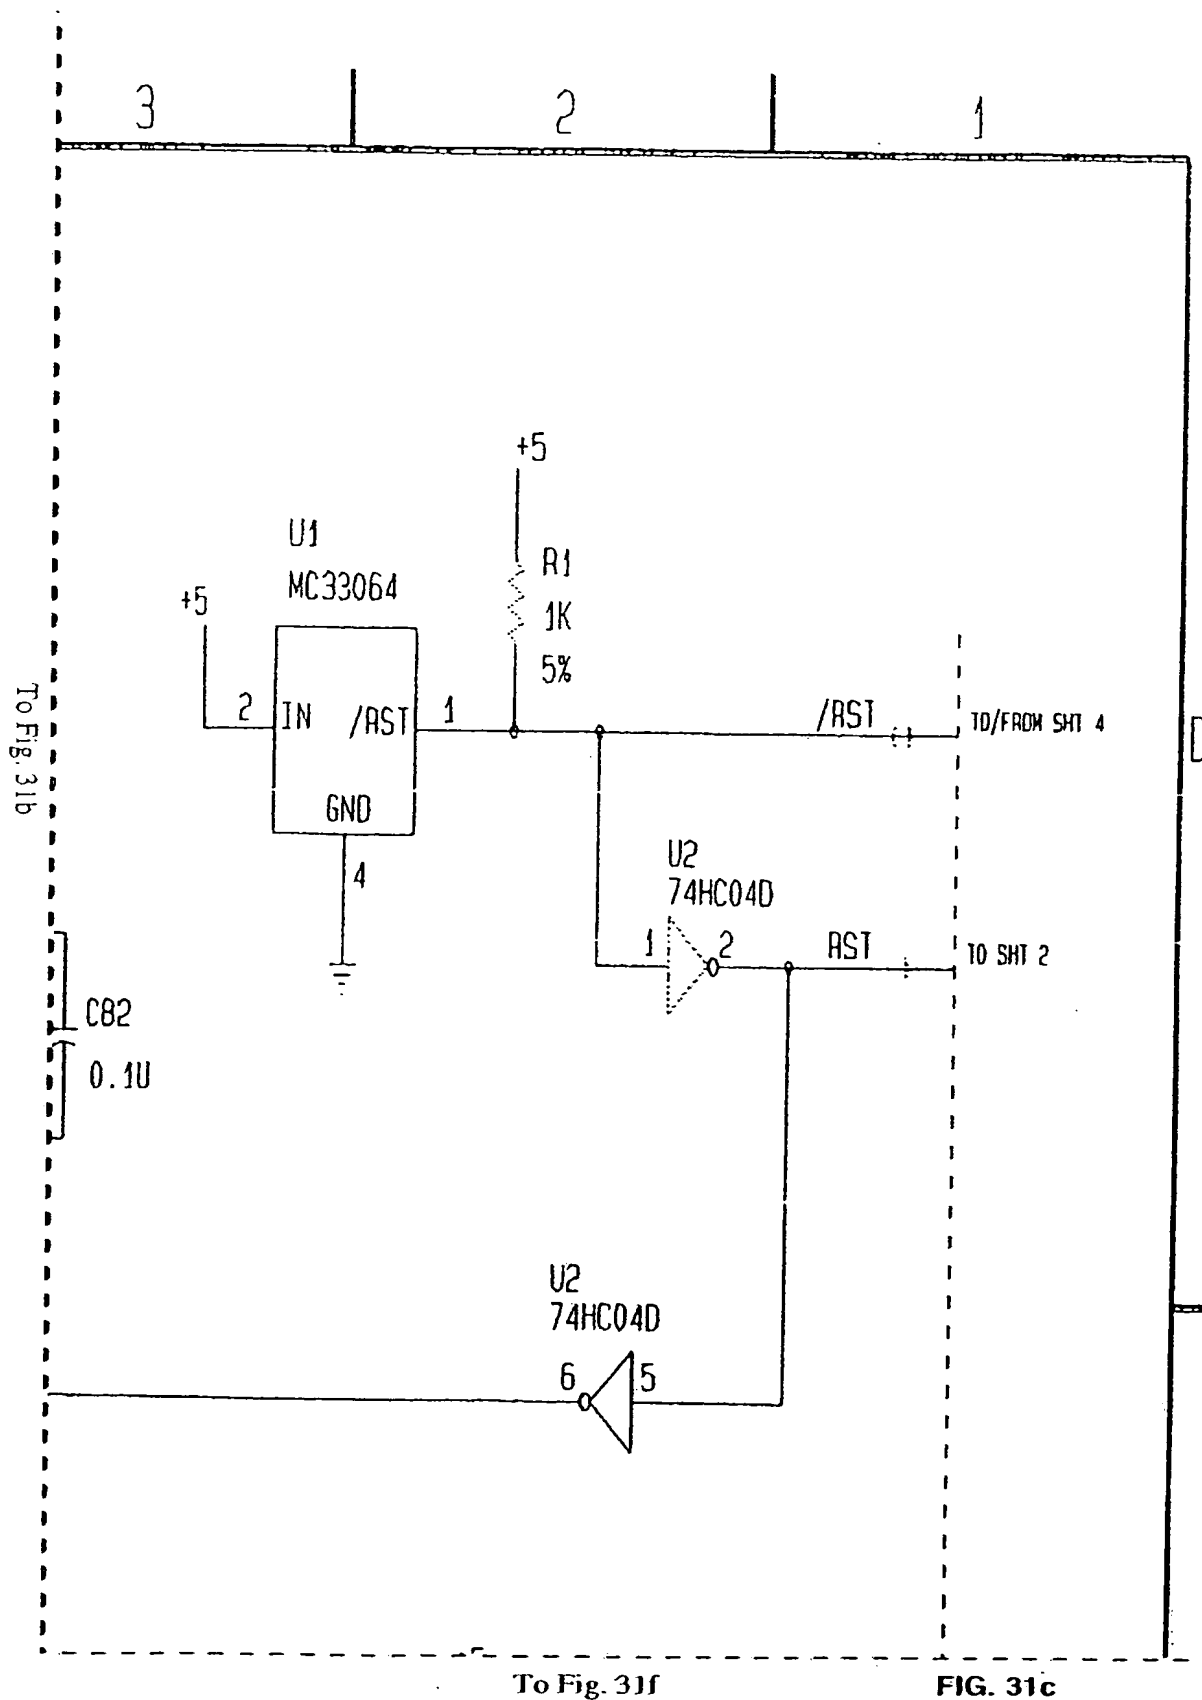 3 2 1
+5
U1
MC33064
R1
1K
5%
+5
2 IN /RST 1
/RST
TO/FROM SHT 4
D
GND
4
U2
74HC04D
1 2
RST
TO SHT 2
C82
0.1U
To Fig. 31b
U2
74HC04D
6 5
To Fig. 31f
FIG. 31c